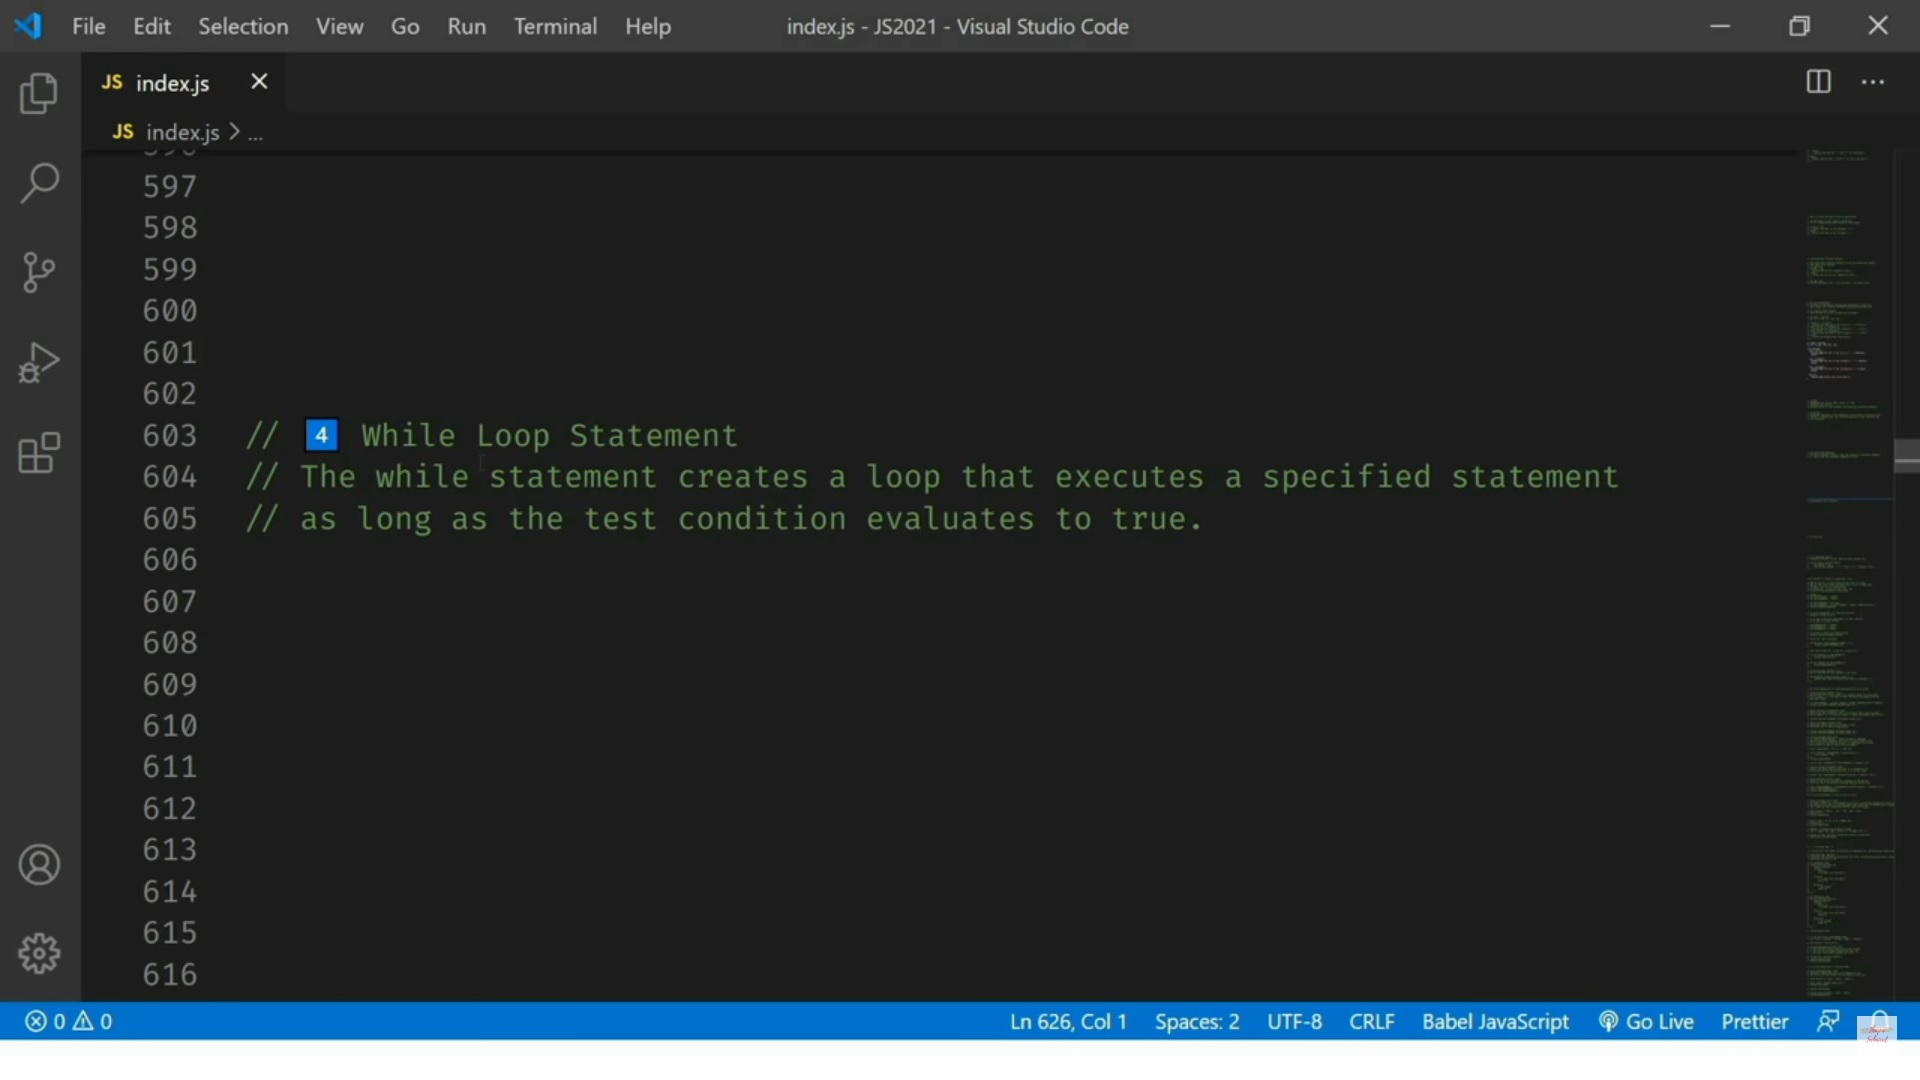 File Edit Selection View Go Run Terminal Help index.js - JS2021 - Visual Studio Code
JS index.js
JS index.js > ...
597
598
599
600
601
602
603 // 4 While Loop Statement
604 // The while statement creates a loop that executes a specified statement
605 // as long as the test condition evaluates to true.
606
607
608
609
610
611
612
613
614
615
616
0 0 Ln 626, Col 1 Spaces: 2 UTF-8 CRLF Babel JavaScript Go Live Prettier